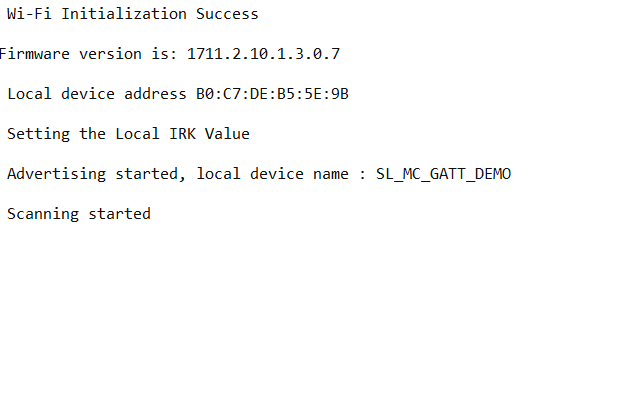 Wi-Fi Initialization Success
Firmware version is: 1711.2.10.1.3.0.7
Local device address B0:C7:DE:B5:5E:9B
Setting the Local IRK Value
Advertising started, local device name : SL_MC_GATT_DEMO
Scanning started